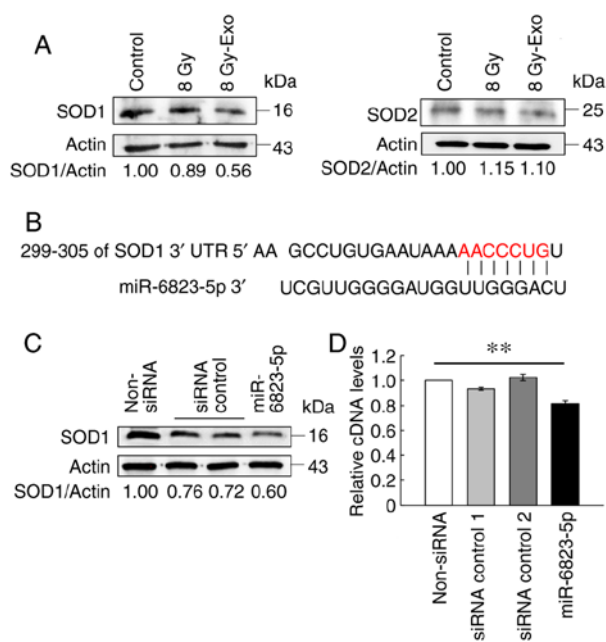 A
Control
8 Gy
8 Gy-Exo
kDa
SOD1
16
Actin
43
SOD1/Actin 1.00 0.89 0.56
Control
8 Gy
8 Gy-Exo
kDa
SOD2
25
Actin
43
SOD2/Actin 1.00 1.15 1.10
B
299-305 of SOD1 3′ UTR 5′ AA GCCUGUGAAUAAAAACCCUGU
miR-6823-5p 3′ UCGUUGGGGAUGGUUGGGACU
C
Non-
siRNA
siRNA
control
miR-
6823-5p
kDa
SOD1
16
Actin
43
SOD1/Actin 1.00 0.76 0.72 0.60
D
**
Relative cDNA levels
1.2
1.0
0.8
0.6
0.4
0.2
0
Non-siRNA
siRNA control 1
siRNA control 2
miR-6823-5p